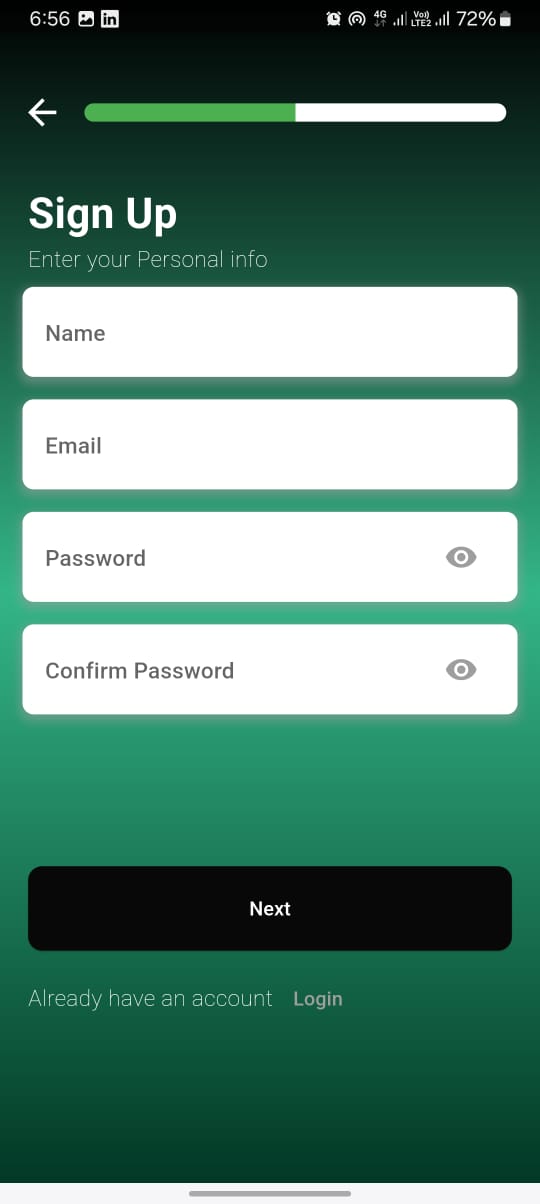 6:56 in 4G Vo) LTE2 72%
Sign Up
Enter your Personal info
Name
Email
Password
Confirm Password
Next
Already have an account Login